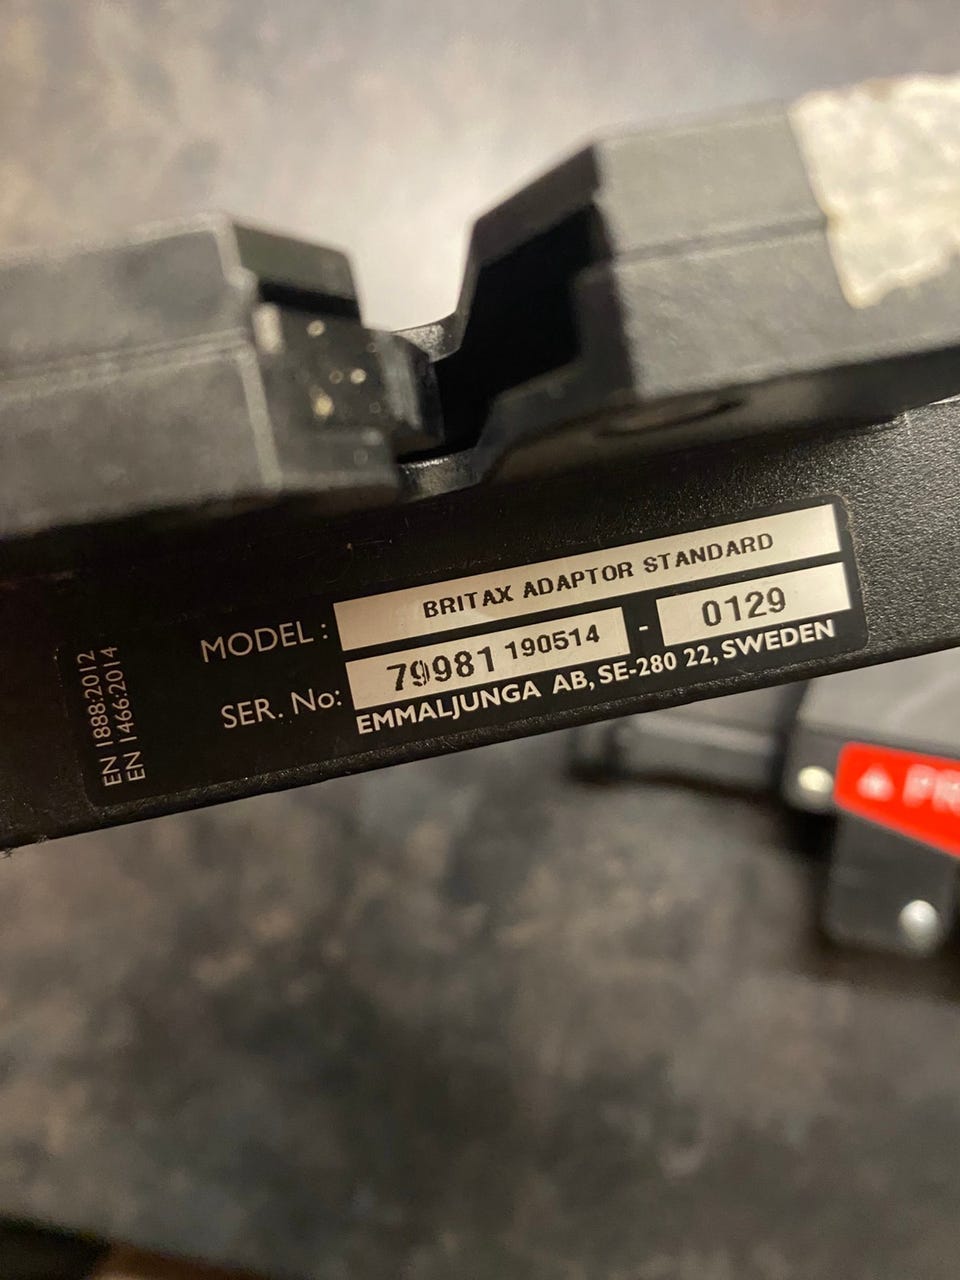 MODEL: BRITAX ADAPTOR STANDARD
SER. No: 79981 190514 - 0129
EMMALJUNGA AB, SE-280 22, SWEDEN
EN 1888:2012
EN 1466:2014